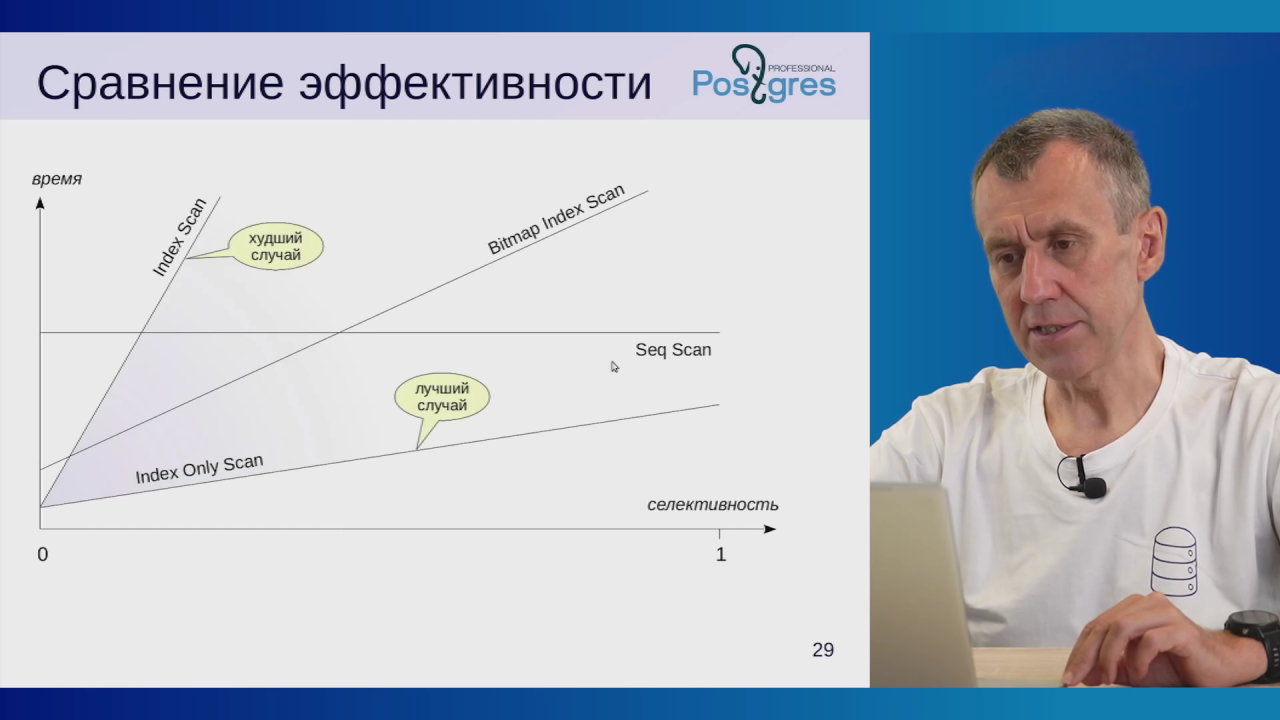 Сравнение эффективности
PROFESSIONAL
Postgres
время
Index Scan
худший
случай
Bitmap Index Scan
Seq Scan
лучший
случай
Index Only Scan
селективность
0
1
29